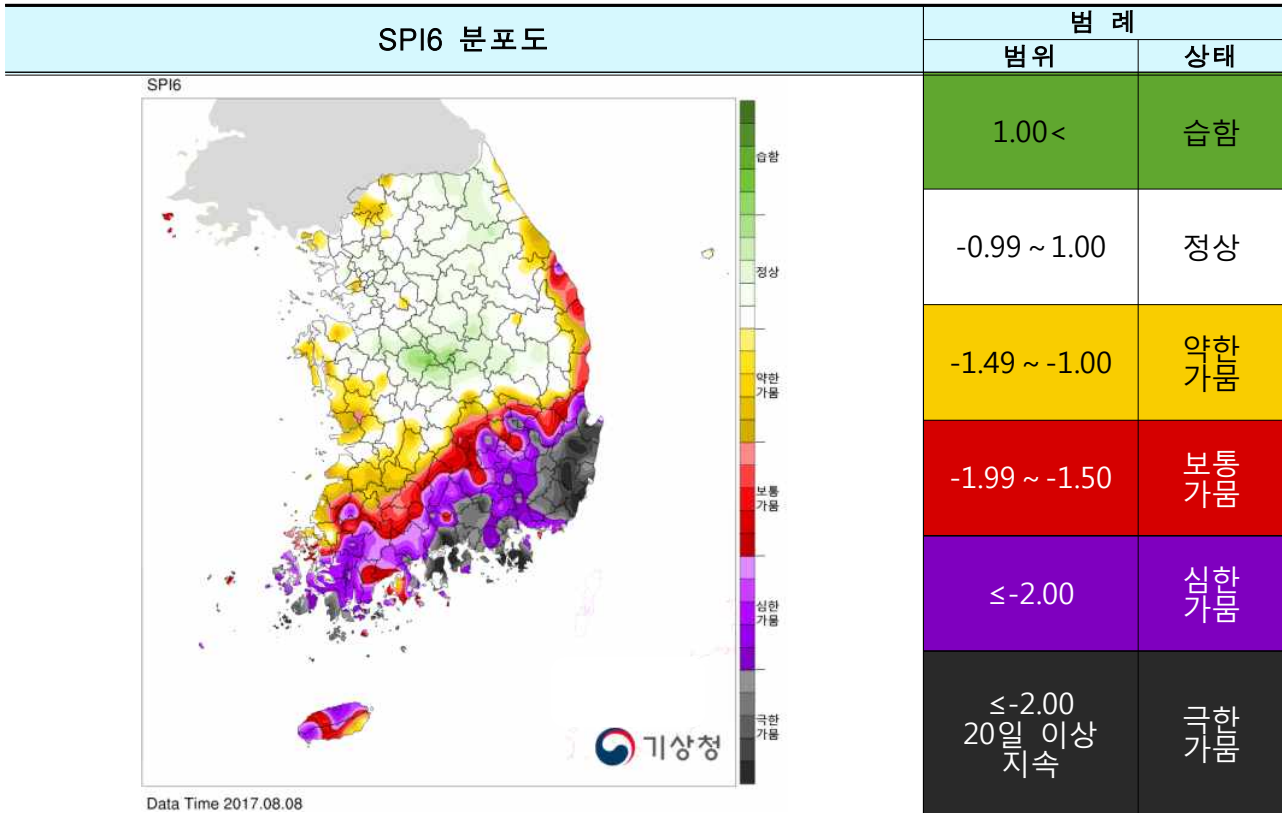 SPI6 분포도
범 례
범위
상태
SPI6
습함
정상
약한
가뭄
보통
가뭄
심한
가뭄
극한
가뭄
기상청
Data Time 2017.08.08
1.00<
습함
-0.99 ~ 1.00
정상
-1.49 ~ -1.00
약한
가뭄
-1.99 ~ -1.50
보통
가뭄
≤-2.00
심한
가뭄
≤-2.00
20일 이상
지속
극한
가뭄